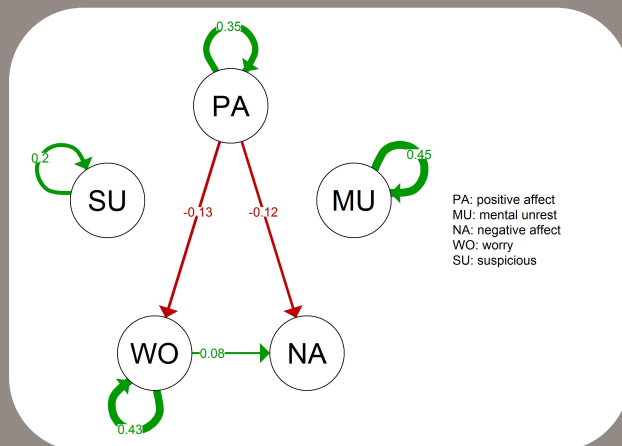 0.35
PA
0.2
0.45
SU
MU
PA: positive affect
MU: mental unrest
NA: negative affect
WO: worry
SU: suspicious
-0.13
-0.12
WO
0.08
NA
0.43